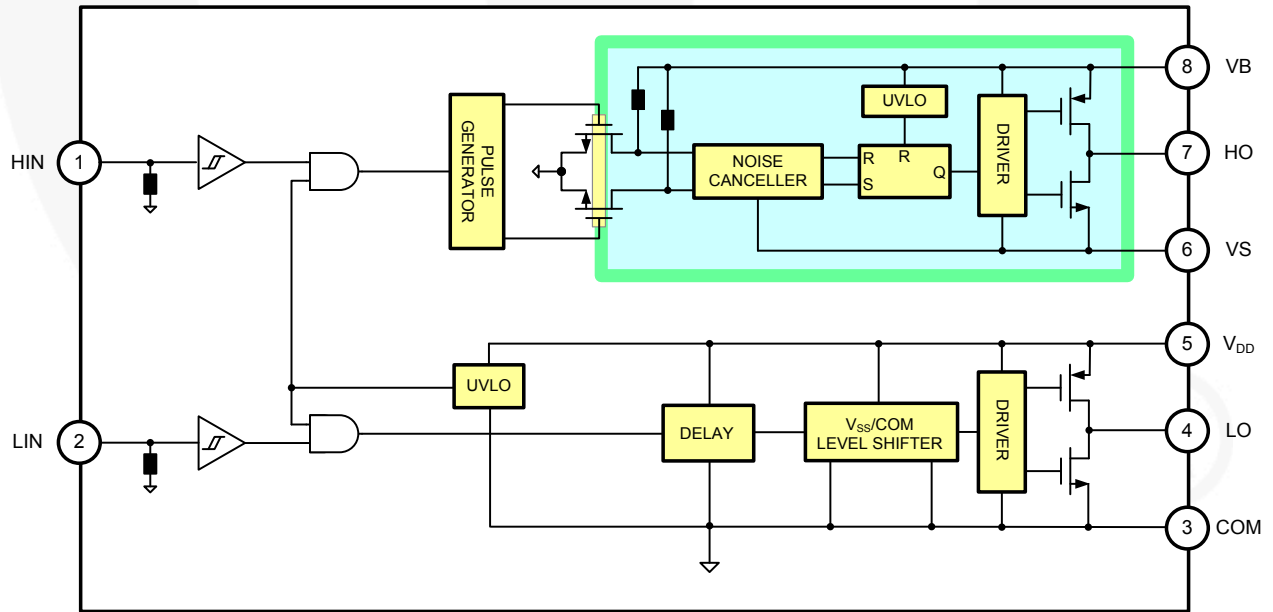 8 VB
UVLO
HIN 1
PULSE
GENERATOR
NOISE
CANCELLER
R
R
S
Q
DRIVER
7 HO
6 VS
5 VDD
UVLO
LIN 2
DELAY
VSS/COM
LEVEL SHIFTER
DRIVER
4 LO
3 COM